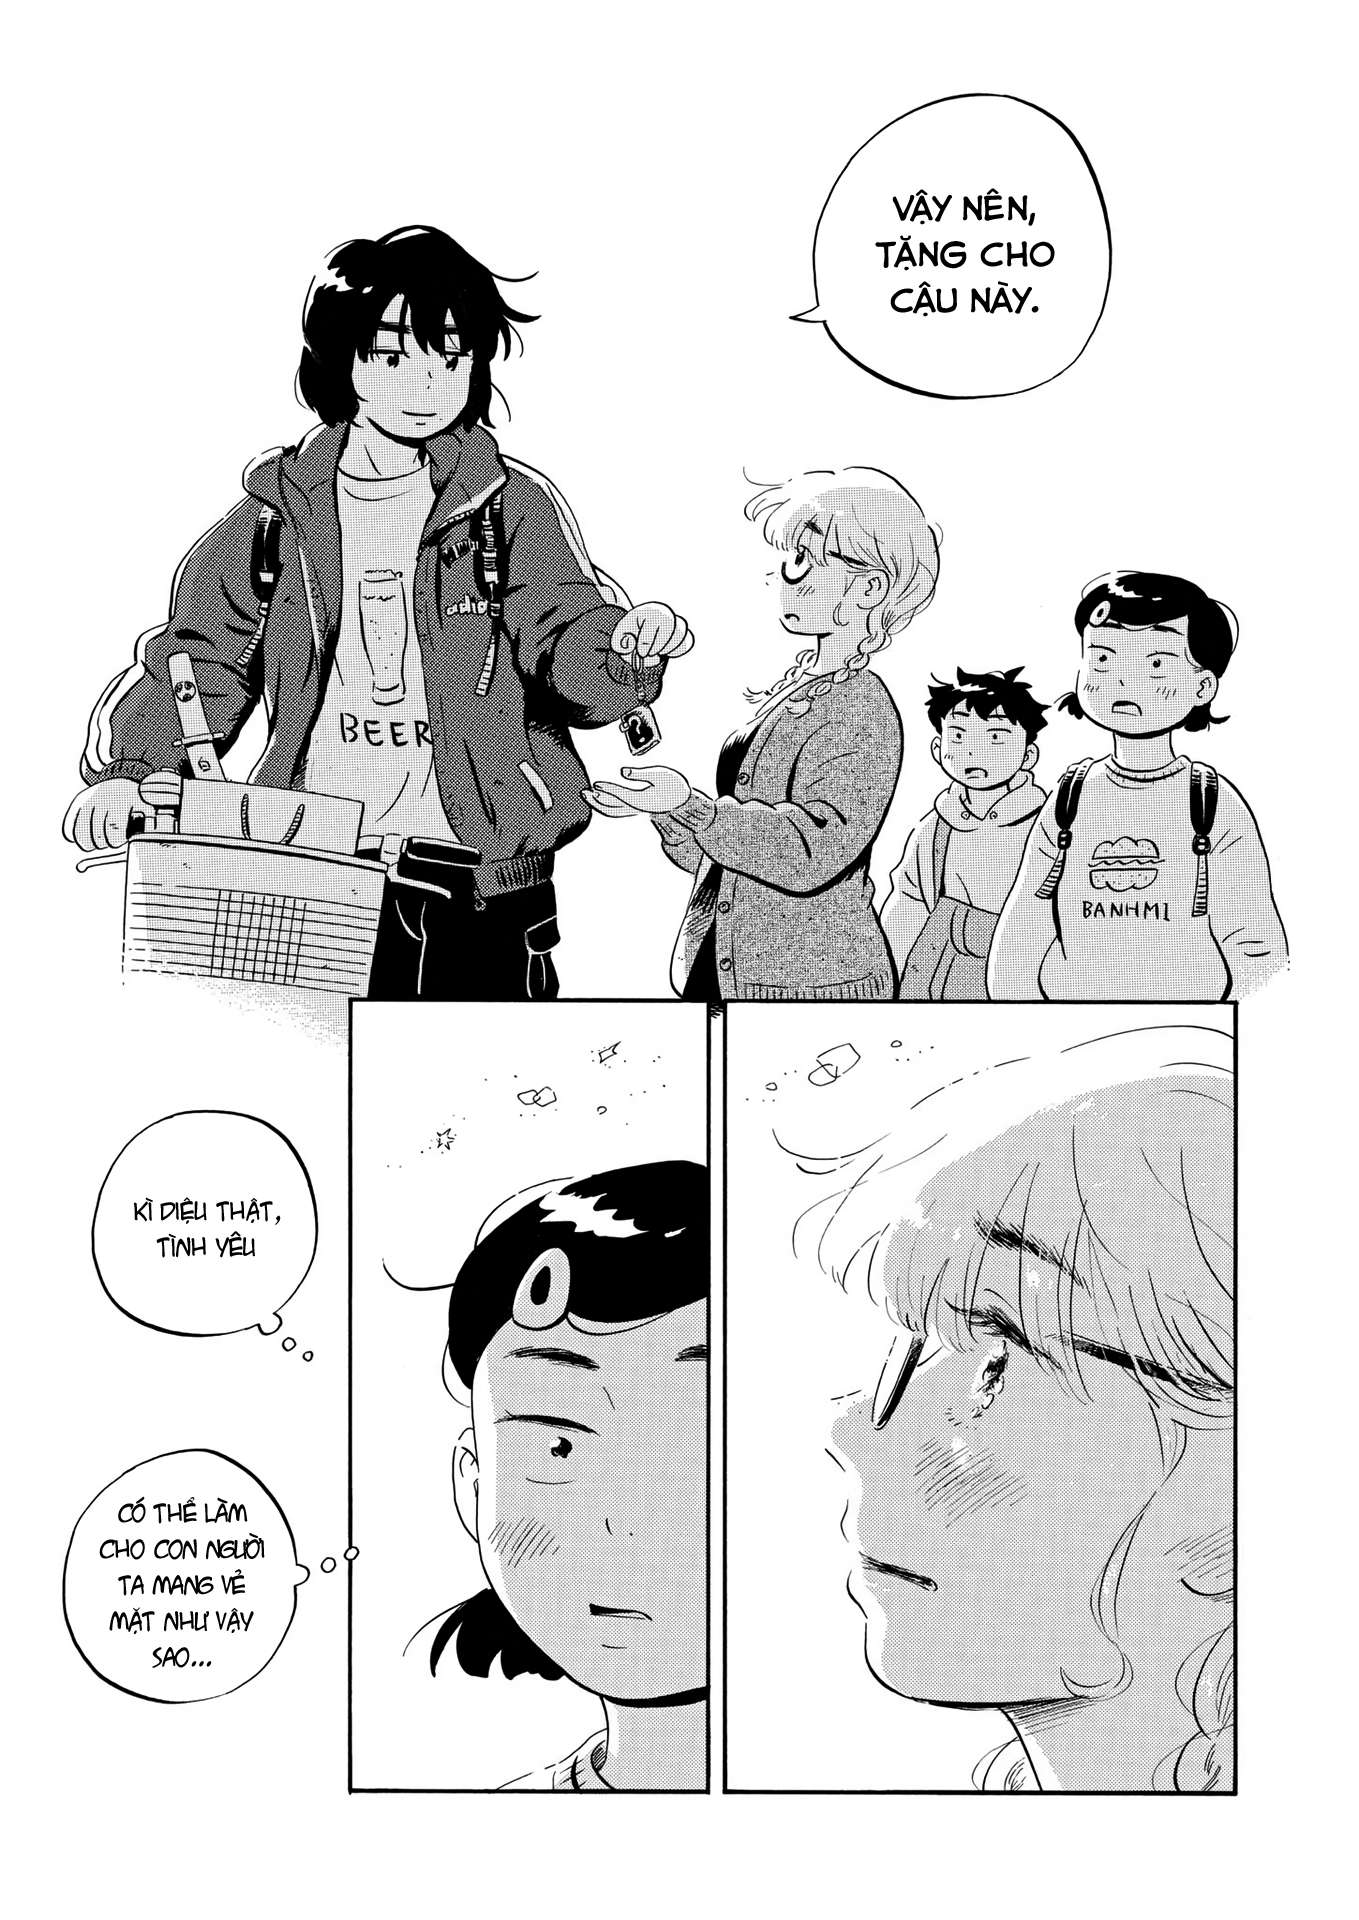 VẬY NÊN,
TẶNG CHO
CẬU NÀY.
adio
BEER
BANHMI
KÌ DIỆU THẬT,
TÌNH YÊU
CÓ THỂ LÀM
CHO CON NGƯỜI
TA MANG VẺ
MẶT NHƯ VẬY
SAO...